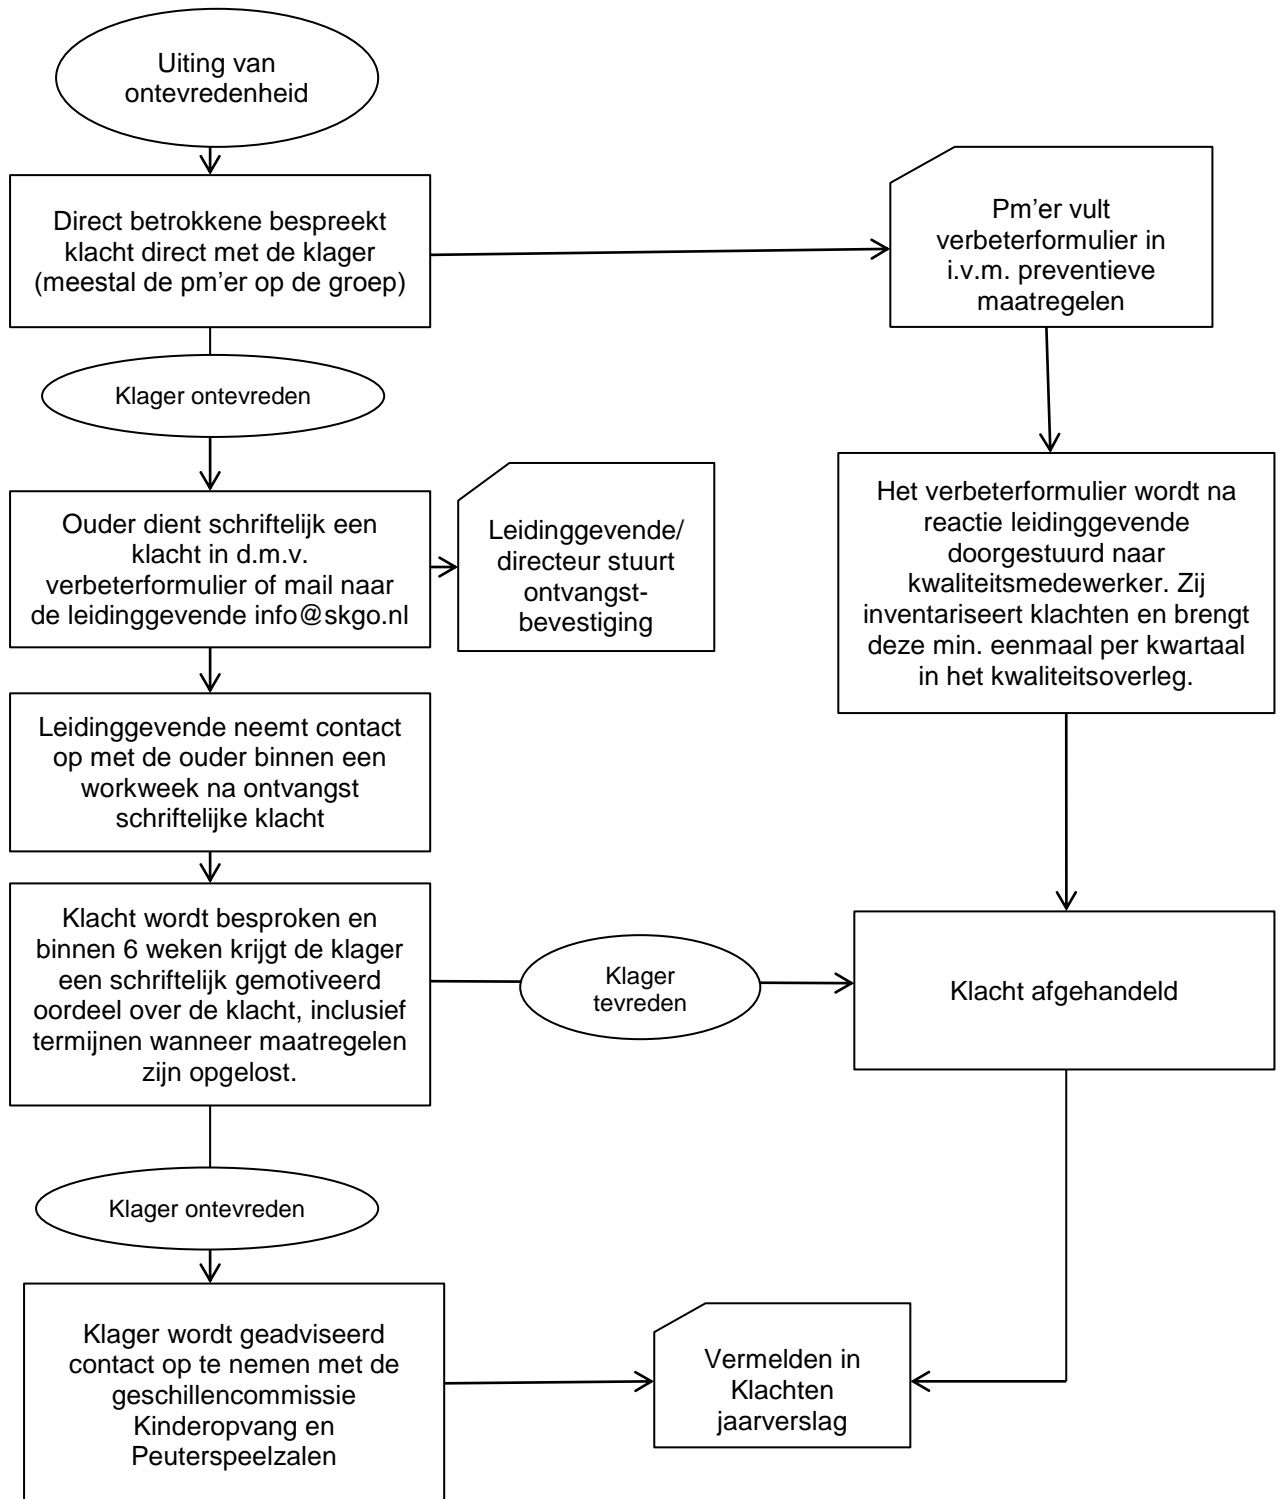 Uiting van
ontevredenheid
Direct betrokkene bespreekt
klacht direct met de klager
(meestal de pm'er op de groep)
Pm'er vult
verbeterformulier in
i.v.m. preventieve
maatregelen
Klager ontevreden
Ouder dient schriftelijk een
klacht in d.m.v.
verbeterformulier of mail naar
de leidinggevende info@skgo.nl
Leidinggevende/
directeur stuurt
ontvangst-
bevestiging
Het verbeterformulier wordt na
reactie leidinggevende
doorgestuurd naar
kwaliteitsmedewerker. Zij
inventariseert klachten en brengt
deze min. eenmaal per kwartaal
in het kwaliteitsoverleg.
Leidinggevende neemt contact
op met de ouder binnen een
workweek na ontvangst
schriftelijke klacht
Klacht wordt besproken en
binnen 6 weken krijgt de klager
een schriftelijk gemotiveerd
oordeel over de klacht, inclusief
termijnen wanneer maatregelen
zijn opgelost.
Klager
tevreden
Klacht afgehandeld
Klager ontevreden
Klager wordt geadviseerd
contact op te nemen met de
geschillencommissie
Kinderopvang en
Peuterspeelzalen
Vermelden in
Klachten
jaarverslag